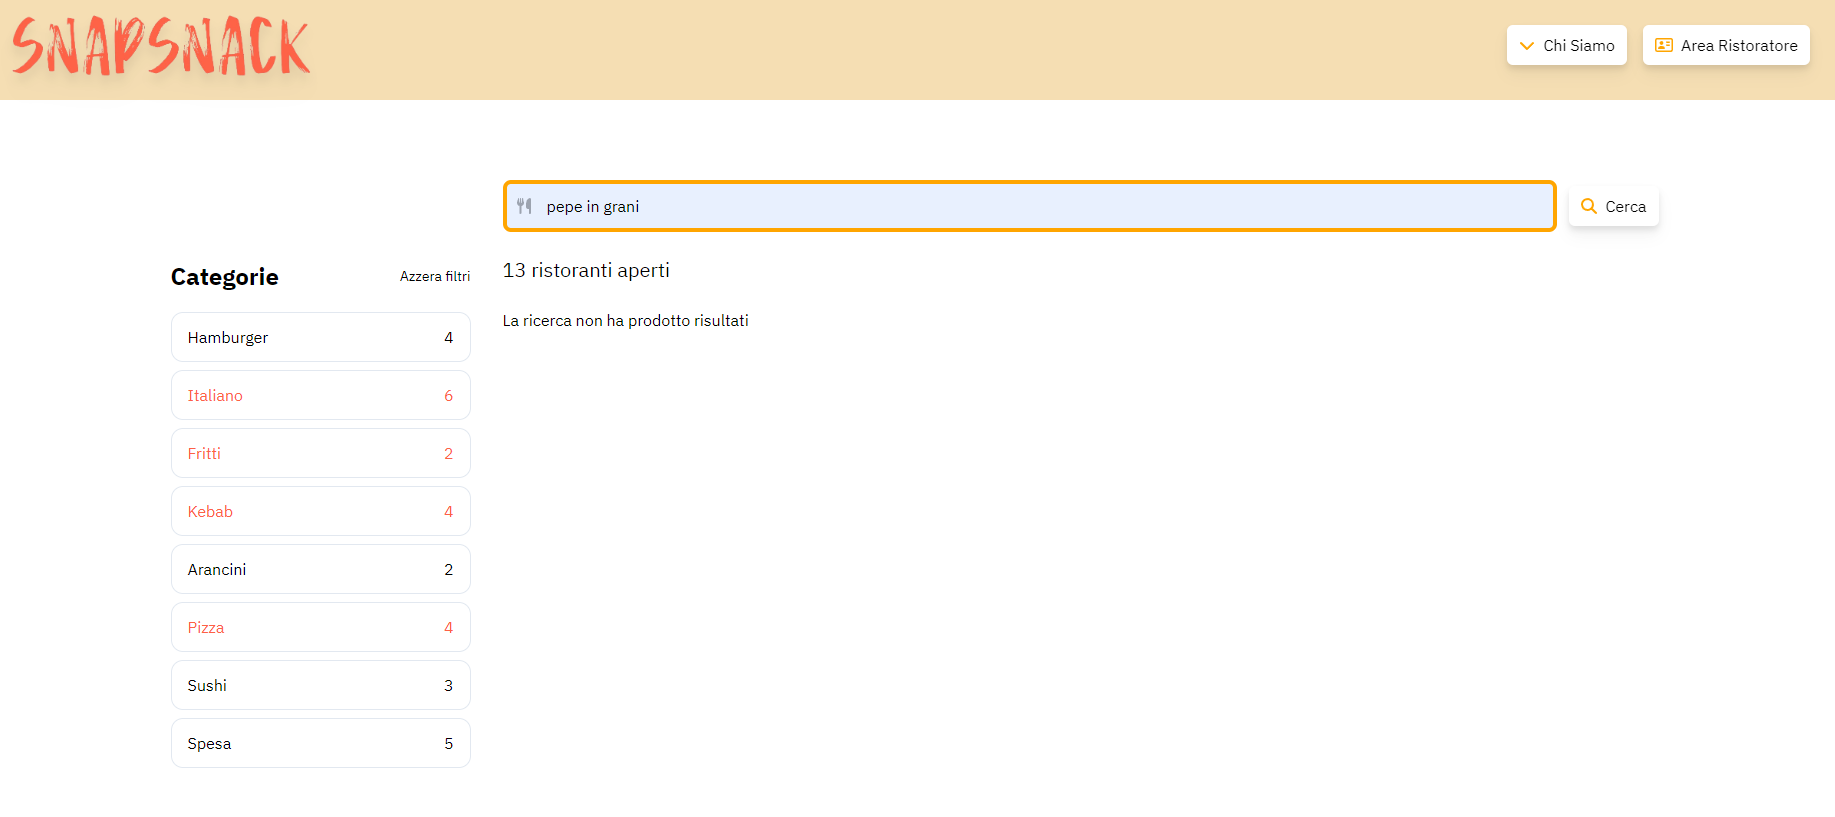 SNAPSNACK
Chi Siamo
Area Ristoratore
pepe in grani
Cerca
Categorie
Azzera filtri
13 ristoranti aperti
La ricerca non ha prodotto risultati
Hamburger 4
Italiano 6
Fritti 2
Kebab 4
Arancini 2
Pizza 4
Sushi 3
Spesa 5